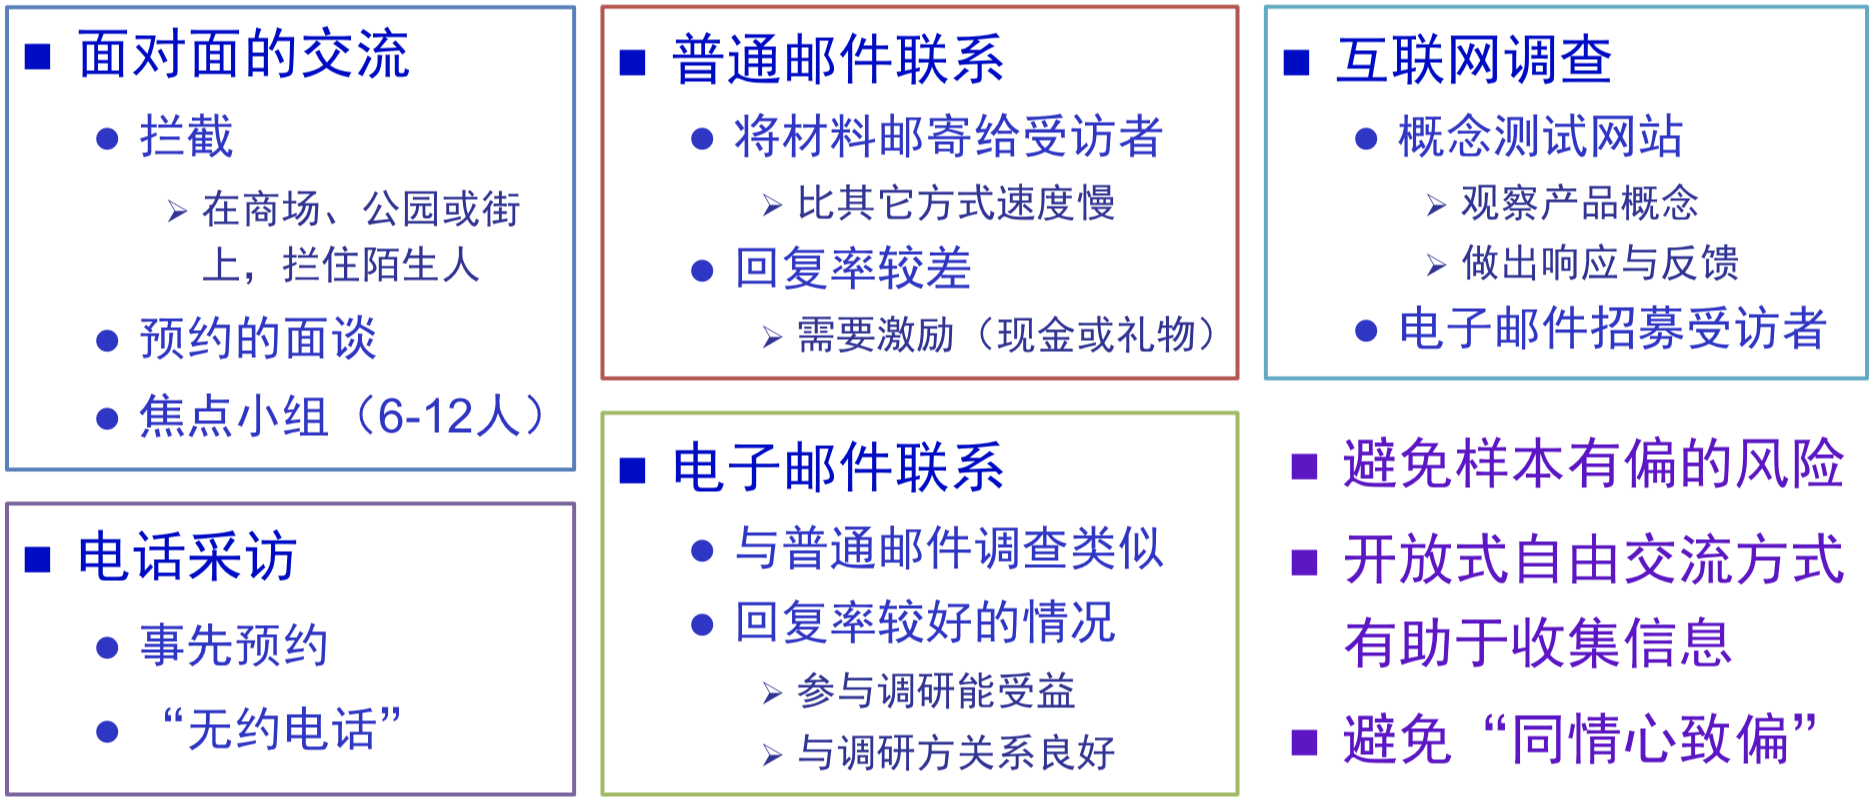 ■ 面对面的交流
● 拦截
➢ 在商场、公园或街
上，拦住陌生人
● 预约的面谈
● 焦点小组（6-12人）
■ 电话采访
● 事先预约
● “无约电话”
■ 普通邮件联系
● 将材料邮寄给受访者
➢ 比其它方式速度慢
● 回复率较差
➢ 需要激励（现金或礼物）
■ 电子邮件联系
● 与普通邮件调查类似
● 回复率较好的情况
➢ 参与调研能受益
➢ 与调研方关系良好
■ 互联网调查
● 概念测试网站
➢ 观察产品概念
➢ 做出响应与反馈
● 电子邮件招募受访者
■ 避免样本有偏的风险
■ 开放式自由交流方式
有助于收集信息
■ 避免“同情心致偏”